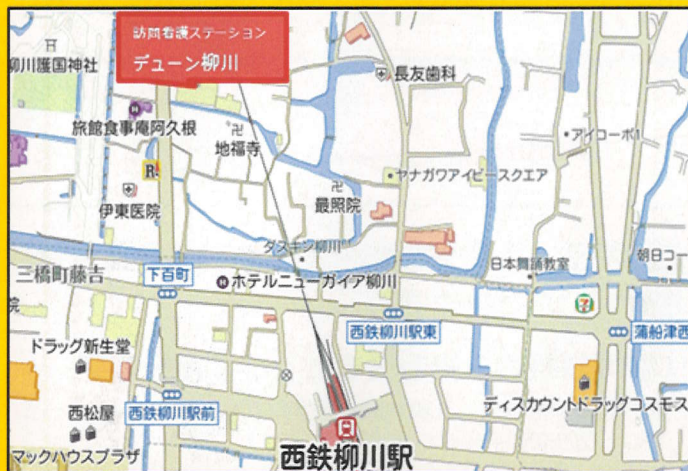 訪問看護ステーション
デューン柳川
柳川護国神社
長友歯科
旅館食事庵阿久根
地福寺
アイコーポ1
ヤナガワアイビースクエア
R
伊東医院
最照院
ダスキン柳川
三橋町藤吉
下百町
ホテルニューガイア柳川
日本舞踊教室
朝日コー
院
西鉄柳川駅東
7
蒲船津西
ドラッグ新生堂
西松屋
西鉄柳川駅前
ディスカウントドラッグコスモス
マックハウスプラザ
西鉄柳川駅